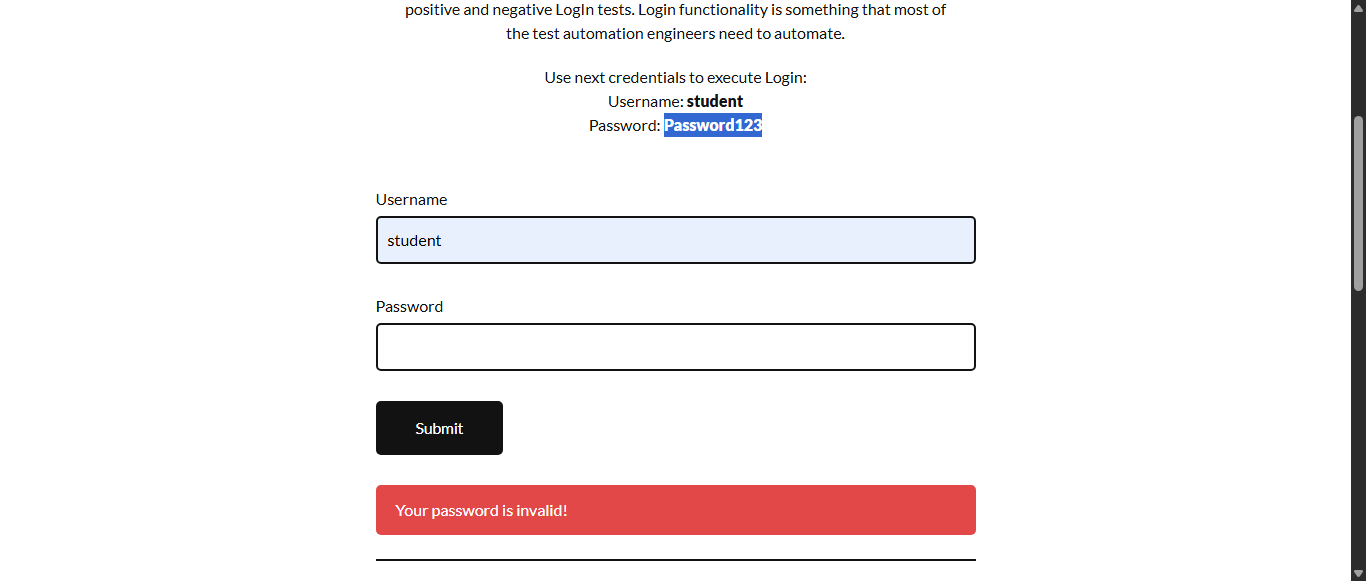 positive and negative LogIn tests. Login functionality is something that most of
the test automation engineers need to automate.
Use next credentials to execute Login:
Username: student
Password: Password123
Username
student
Password
Submit
Your password is invalid!